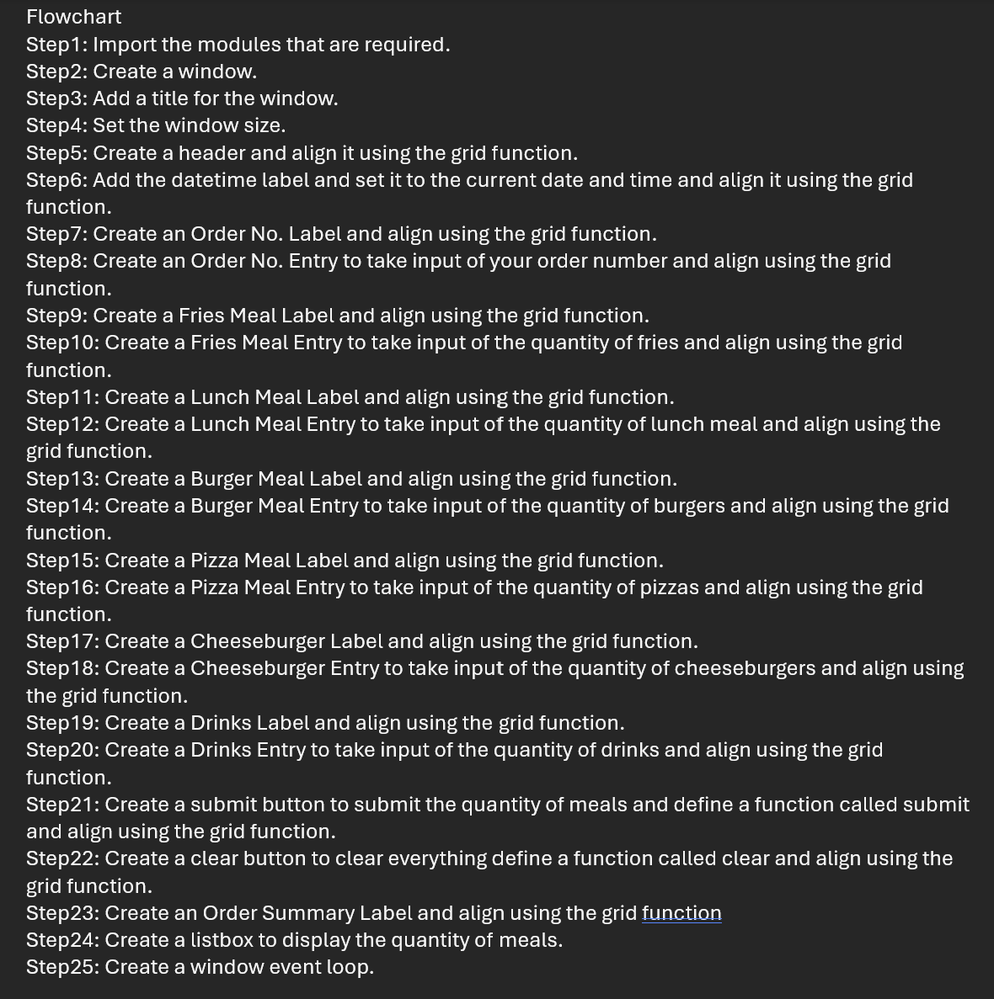 Flowchart
Step1: Import the modules that are required.
Step2: Create a window.
Step3: Add a title for the window.
Step4: Set the window size.
Step5: Create a header and align it using the grid function.
Step6: Add the datetime label and set it to the current date and time and align it using the grid
function.
Step7: Create an Order No. Label and align using the grid function.
Step8: Create an Order No. Entry to take input of your order number and align using the grid
function.
Step9: Create a Fries Meal Label and align using the grid function.
Step10: Create a Fries Meal Entry to take input of the quantity of fries and align using the grid
function.
Step11: Create a Lunch Meal Label and align using the grid function.
Step12: Create a Lunch Meal Entry to take input of the quantity of lunch meal and align using the
grid function.
Step13: Create a Burger Meal Label and align using the grid function.
Step14: Create a Burger Meal Entry to take input of the quantity of burgers and align using the grid
function.
Step15: Create a Pizza Meal Label and align using the grid function.
Step16: Create a Pizza Meal Entry to take input of the quantity of pizzas and align using the grid
function.
Step17: Create a Cheeseburger Label and align using the grid function.
Step18: Create a Cheeseburger Entry to take input of the quantity of cheeseburgers and align using
the grid function.
Step19: Create a Drinks Label and align using the grid function.
Step20: Create a Drinks Entry to take input of the quantity of drinks and align using the grid
function.
Step21: Create a submit button to submit the quantity of meals and define a function called submit
and align using the grid function.
Step22: Create a clear button to clear everything define a function called clear and align using the
grid function.
Step23: Create an Order Summary Label and align using the grid function
Step24: Create a listbox to display the quantity of meals.
Step25: Create a window event loop.